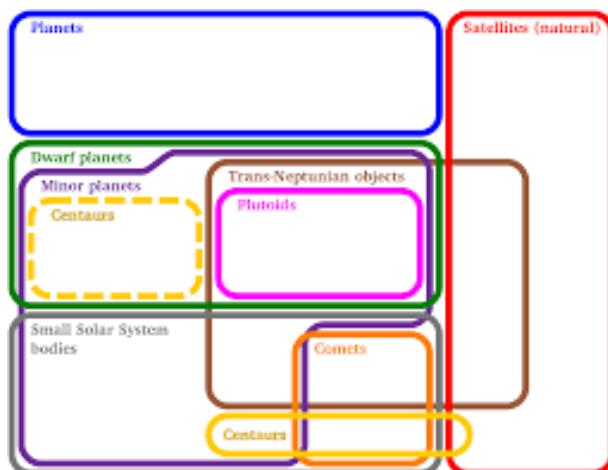 Planets
Satellites (natural)
Dwarf planets
Trans-Neptunian objects
Minor planets
Plutoids
Centaurs
Small Solar System
bodies
Comets
Centaurs